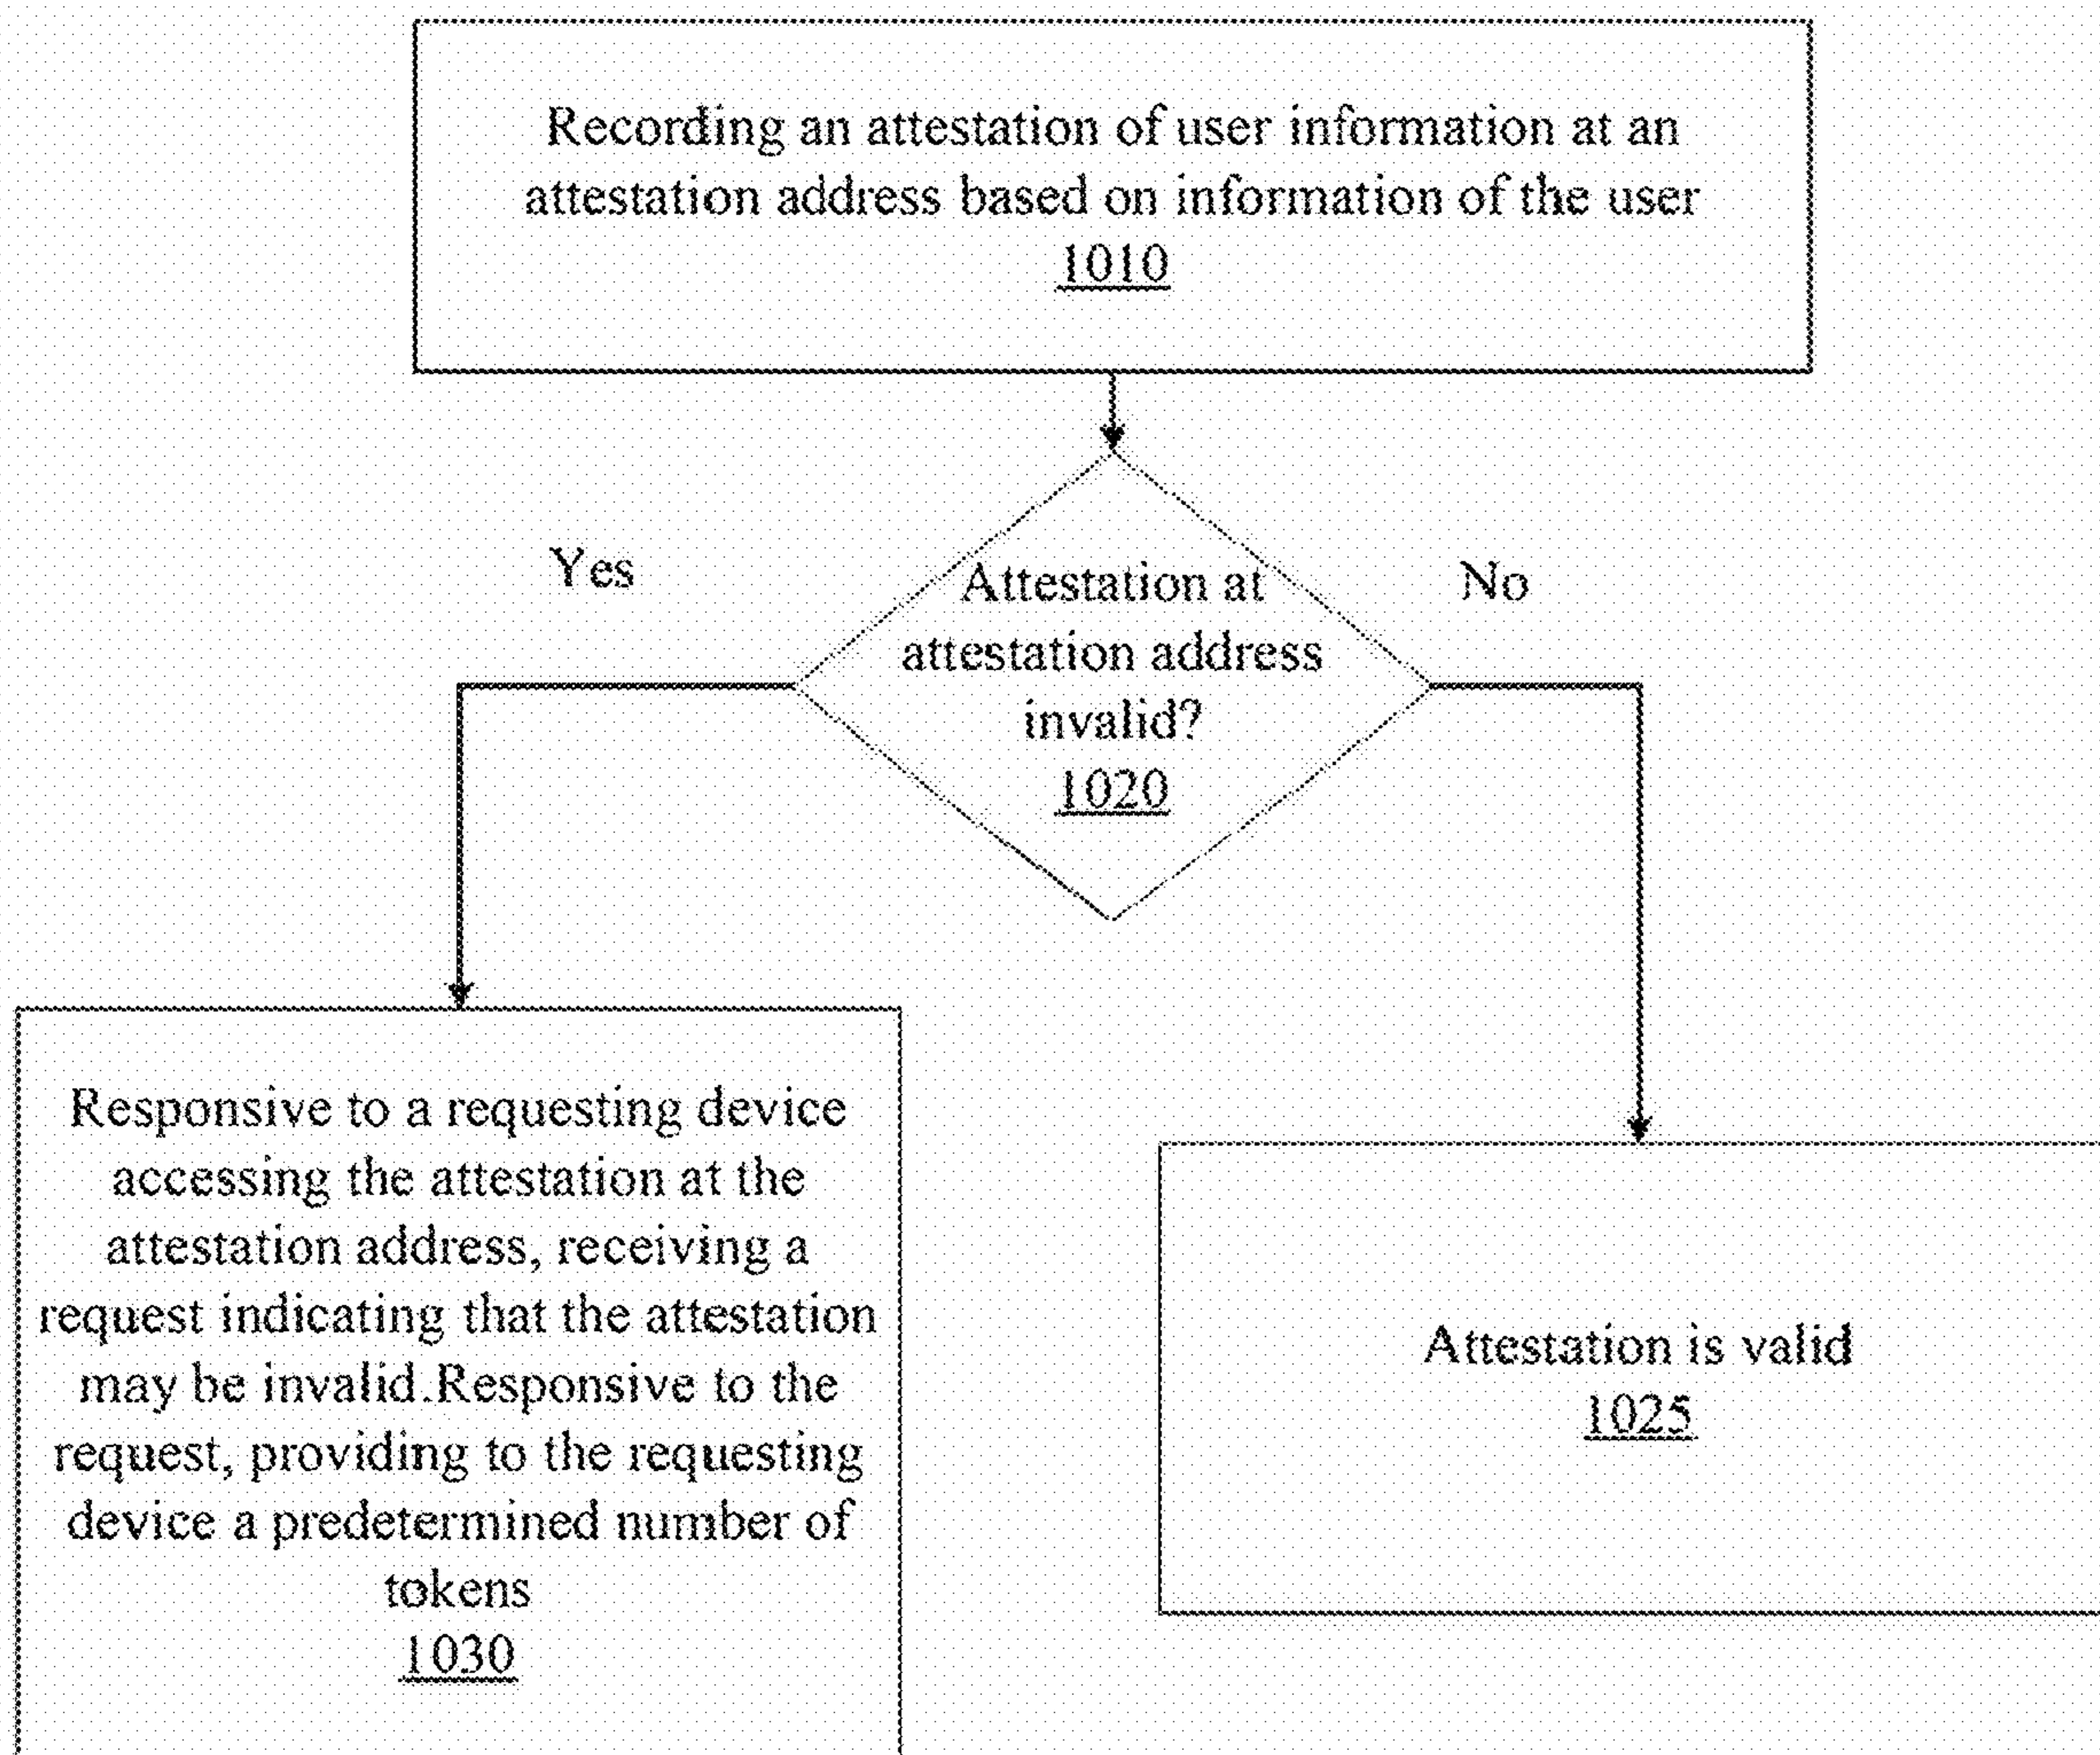 Recording an attestation of user information at an
attestation address based on information of the user
1010
Yes
No
Attestation at
attestation address
invalid?
1020
Responsive to a requesting device
accessing the attestation at the
attestation address, receiving a
request indicating that the attestation
may be invalid.Responsive to the
request, providing to the requesting
device a predetermined number of
tokens
1030
Attestation is valid
1025